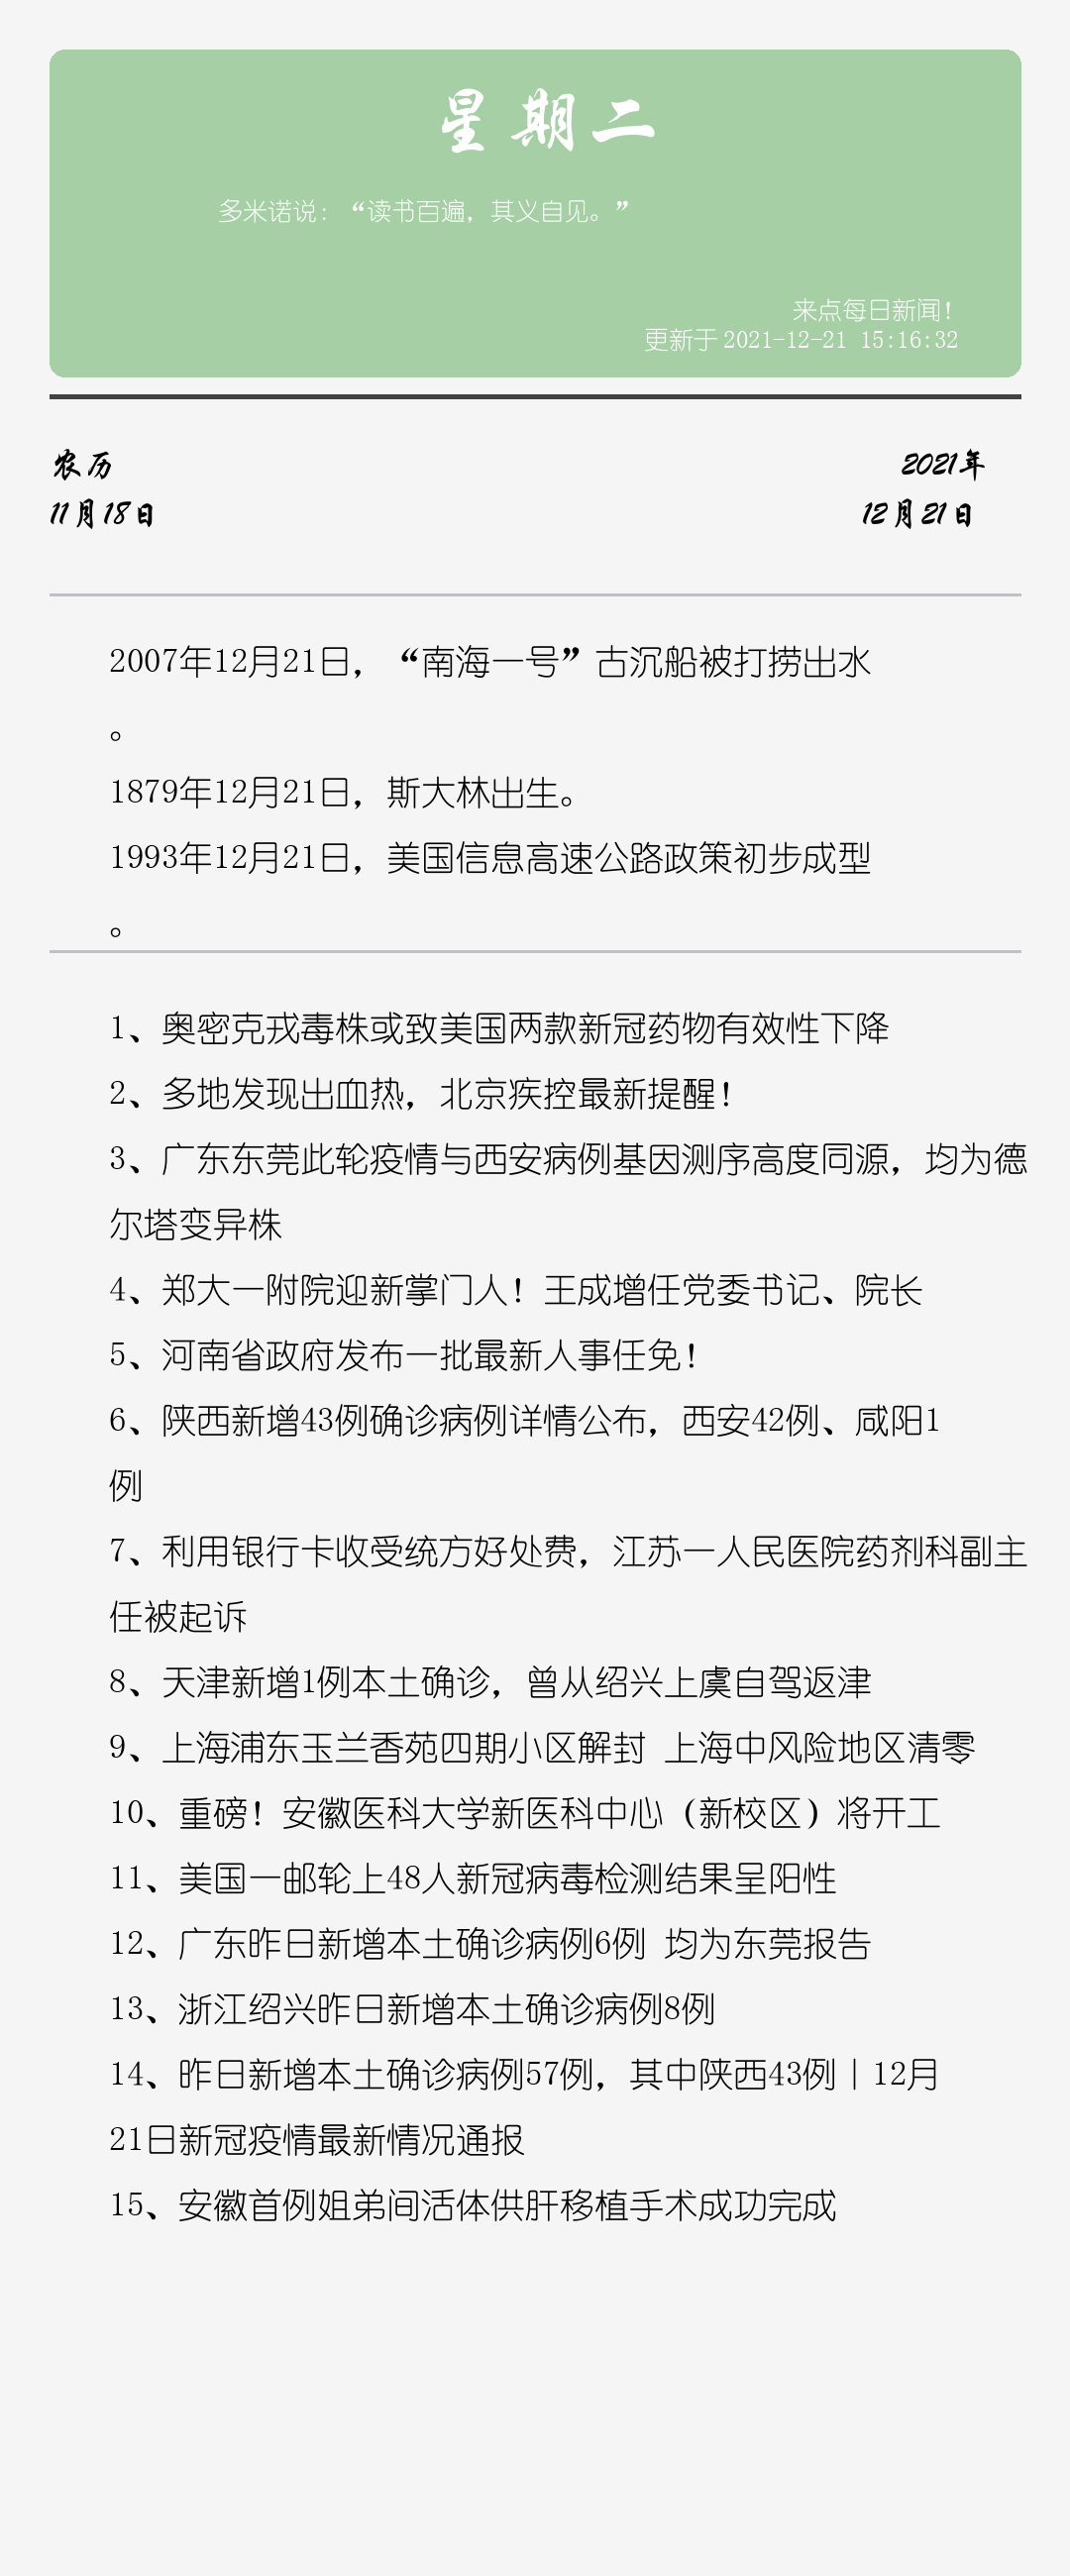 星期二
多米诺说：“读书百遍，其义自见。”
来点每日新闻！
更新于 2021-12-21 15:16:32
农历
2021年
11月18日
12月21日
2007年12月21日，“南海一号”古沉船被打捞出水
。
1879年12月21日，斯大林出生。
1993年12月21日，美国信息高速公路政策初步成型
。
1、奥密克戎毒株或致美国两款新冠药物有效性下降
2、多地发现出血热，北京疾控最新提醒！
3、广东东莞此轮疫情与西安病例基因测序高度同源，均为德
尔塔变异株
4、郑大一附院迎新掌门人！王成增任党委书记、院长
5、河南省政府发布一批最新人事任免！
6、陕西新增43例确诊病例详情公布，西安42例、咸阳1
例
7、利用银行卡收受统方好处费，江苏一人民医院药剂科副主
任被起诉
8、天津新增1例本土确诊，曾从绍兴上虞自驾返津
9、上海浦东玉兰香苑四期小区解封 上海中风险地区清零
10、重磅！安徽医科大学新医科中心（新校区）将开工
11、美国一邮轮上48人新冠病毒检测结果呈阳性
12、广东昨日新增本土确诊病例6例 均为东莞报告
13、浙江绍兴昨日新增本土确诊病例8例
14、昨日新增本土确诊病例57例，其中陕西43例｜12月
21日新冠疫情最新情况通报
15、安徽首例姐弟间活体供肝移植手术成功完成